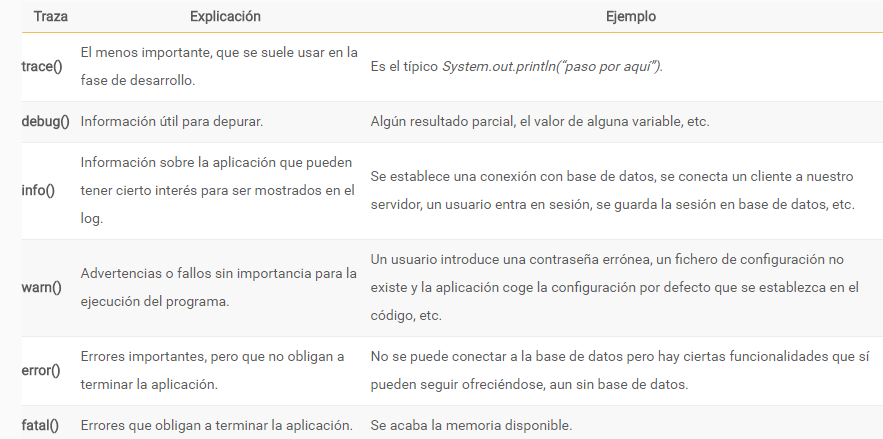 Traza Explicación Ejemplo
trace() El menos importante, que se suele usar en la
fase de desarrollo.
Es el típico System.out.println(“paso por aquí”).
debug() Información útil para depurar. Algún resultado parcial, el valor de alguna variable, etc.
info() Información sobre la aplicación que pueden
tener cierto interés para ser mostrados en el
log.
Se establece una conexión con base de datos, se conecta un cliente a nuestro
servidor, un usuario entra en sesión, se guarda la sesión en base de datos, etc.
warn() Advertencias o fallos sin importancia para la
ejecución del programa.
Un usuario introduce una contraseña errónea, un fichero de configuración no
existe y la aplicación coge la configuración por defecto que se establezca en el
código, etc.
error() Errores importantes, pero que no obligan a
terminar la aplicación.
No se puede conectar a la base de datos pero hay ciertas funcionalidades que sí
pueden seguir ofreciéndose, aun sin base de datos.
fatal() Errores que obligan a terminar la aplicación. Se acaba la memoria disponible.